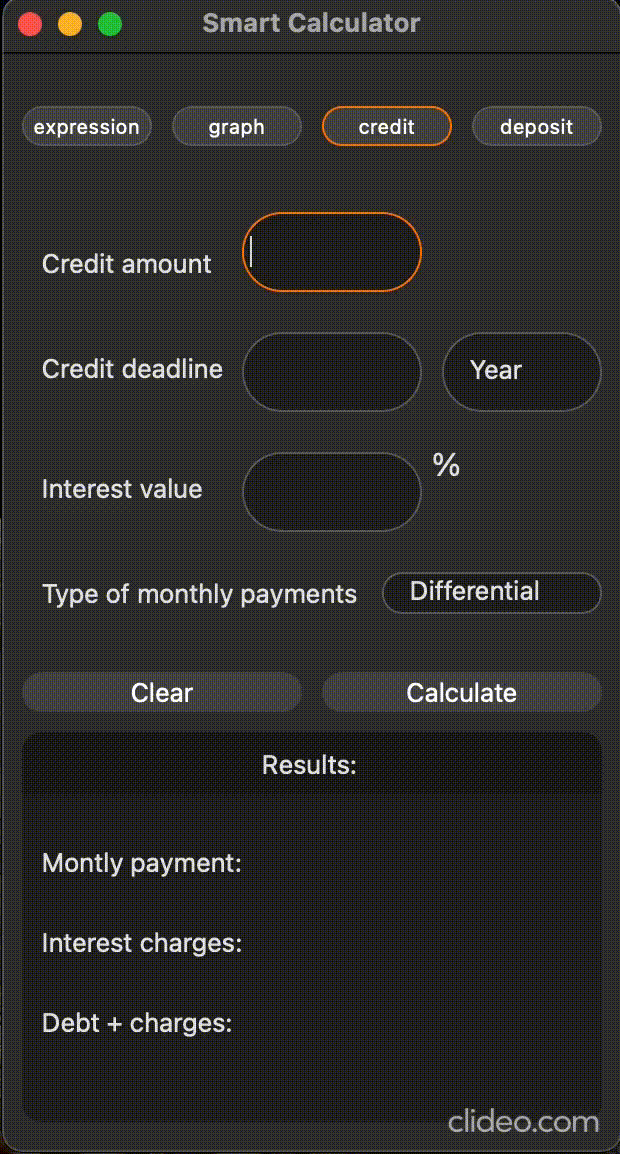 Smart Calculator
expression graph credit deposit
Credit amount
Credit deadline Year
Interest value %
Type of monthly payments Differential
Clear Calculate
Results:
Montly payment:
Interest charges:
Debt + charges:
clideo.com